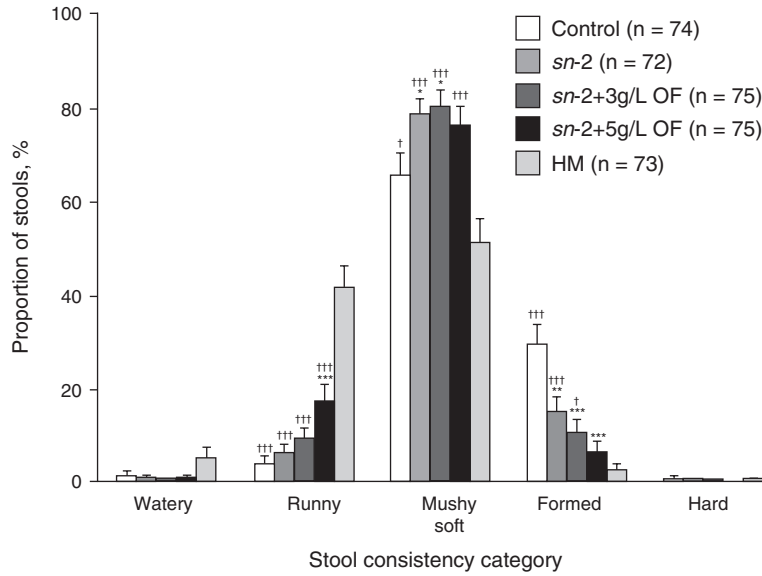 100
80
60
40
20
0
Proportion of stools, %
Control (n = 74)
sn-2 (n = 72)
sn-2+3g/L OF (n = 75)
sn-2+5g/L OF (n = 75)
HM (n = 73)
†††
†††
†††
†††
***
†
†††
*
†††
*
†††
†††
†††
**
†
***
***
Watery
Runny
Mushy
soft
Formed
Hard
Stool consistency category